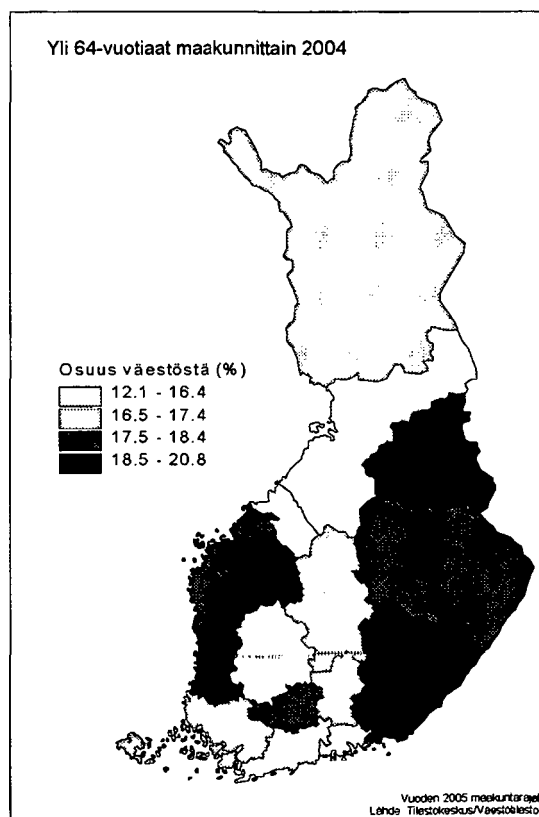 Yli 64-vuotiaat maakunnittain 2004
Osuus väestöstä (%)
12.1 - 16.4
16.5 - 17.4
17.5 - 18.4
18.5 - 20.8
Vuoden 2005 maakuntarajat
Lähde Tilastokeskus/Väestötilasto